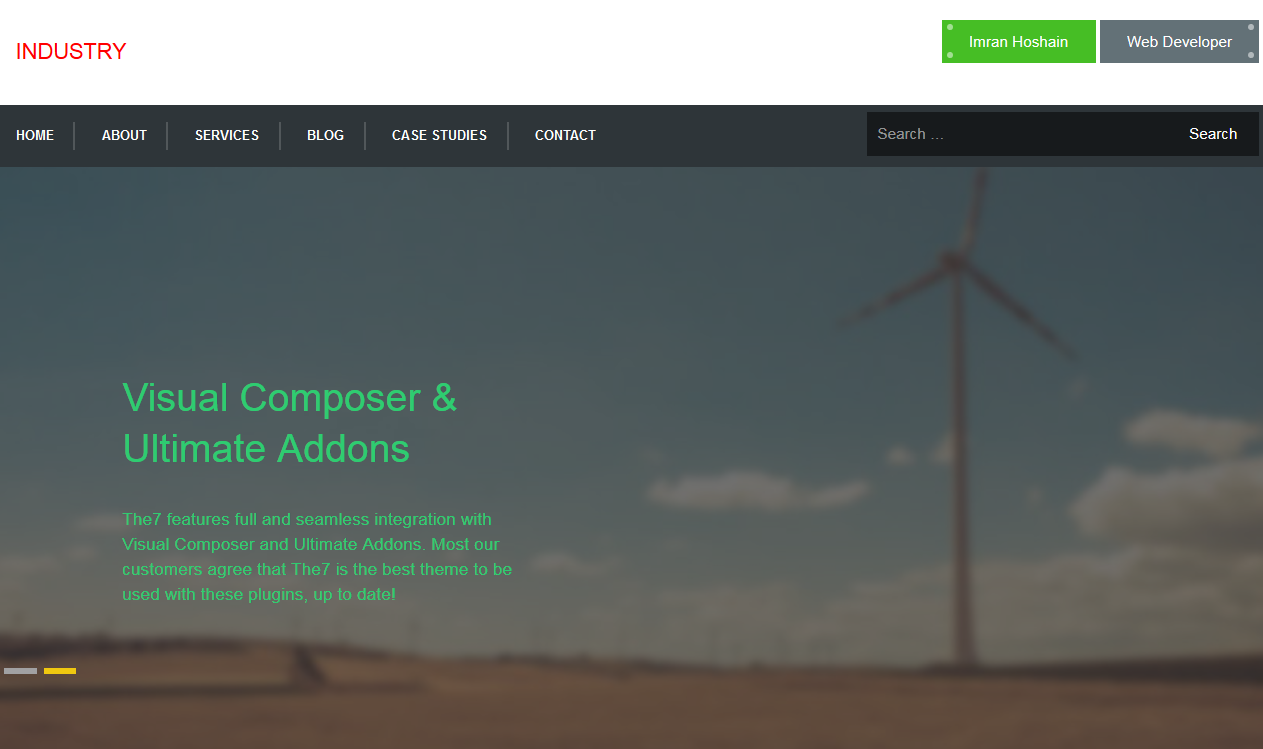 INDUSTRY
Imran Hoshain
Web Developer
HOME
ABOUT
SERVICES
BLOG
CASE STUDIES
CONTACT
Search ...
Search
Visual Composer &
Ultimate Addons
The7 features full and seamless integration with
Visual Composer and Ultimate Addons. Most our
customers agree that The7 is the best theme to be
used with these plugins, up to date!